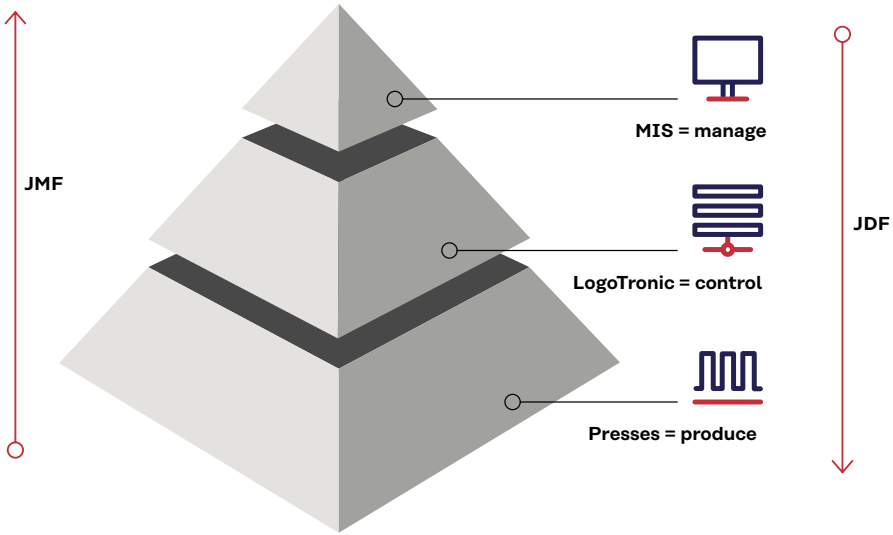 MIS = manage
JMF
JDF
LogoTronic = control
Presses = produce